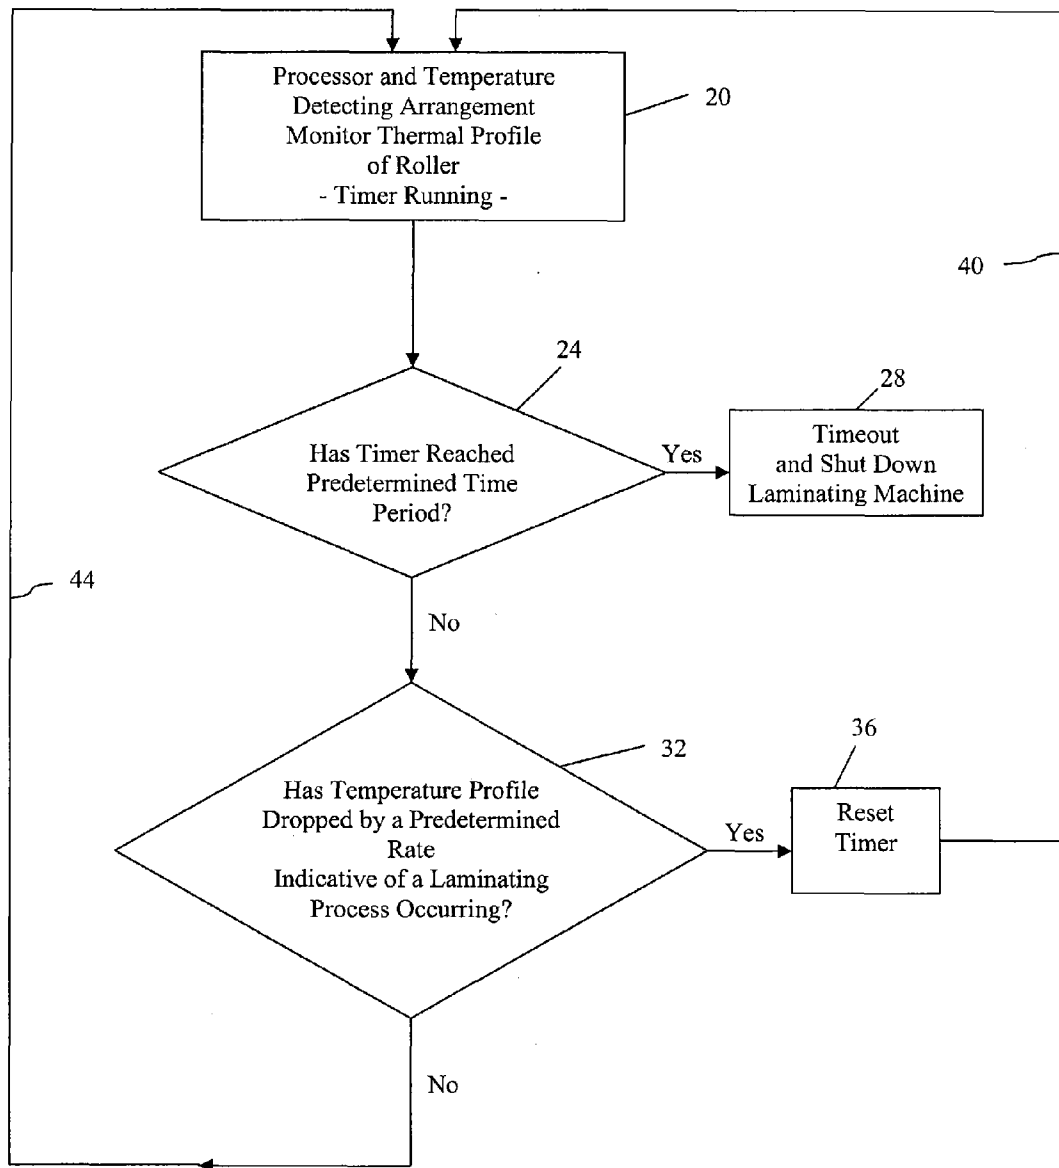 Processor and Temperature
Detecting Arrangement
Monitor Thermal Profile
of Roller
- Timer Running -
20
40
24
28
Has Timer Reached
Predetermined Time
Period?
Yes
Timeout
and Shut Down
Laminating Machine
44
No
32
36
Has Temperature Profile
Dropped by a Predetermined
Rate
Indicative of a Laminating
Process Occurring?
Yes
Reset
Timer
No